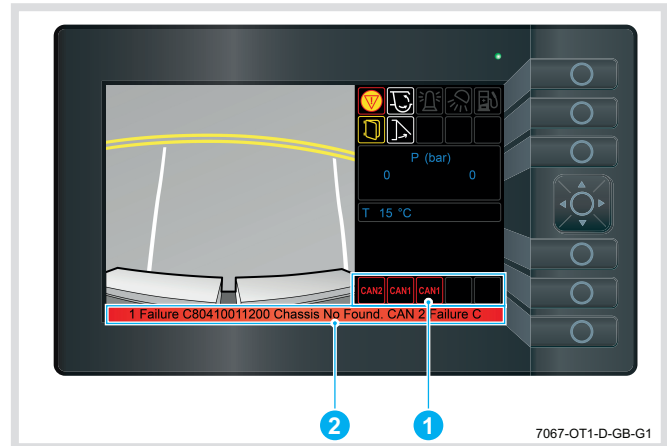 P (bar)
0 0
T 15 °C
CAN2 CAN1 CAN1
1 Failure C80410011200 Chassis No Found. CAN 2 Failure C
2 1
7067-OT1-D-GB-G1